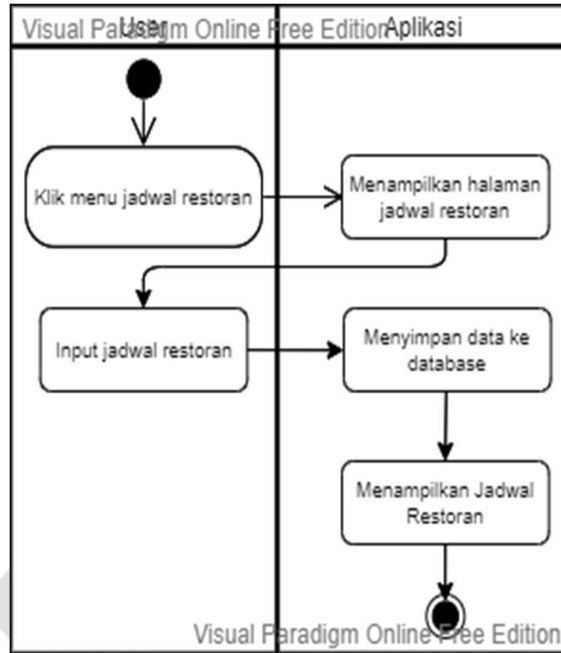 Visual Paradigm Online Free Edition
User
Aplikasi
Klik menu jadwal restoran
Menampilkan halaman
jadwal restoran
Input jadwal restoran
Menyimpan data ke
database
Menampilkan Jadwal
Restoran
Visual Paradigm Online Free Edition